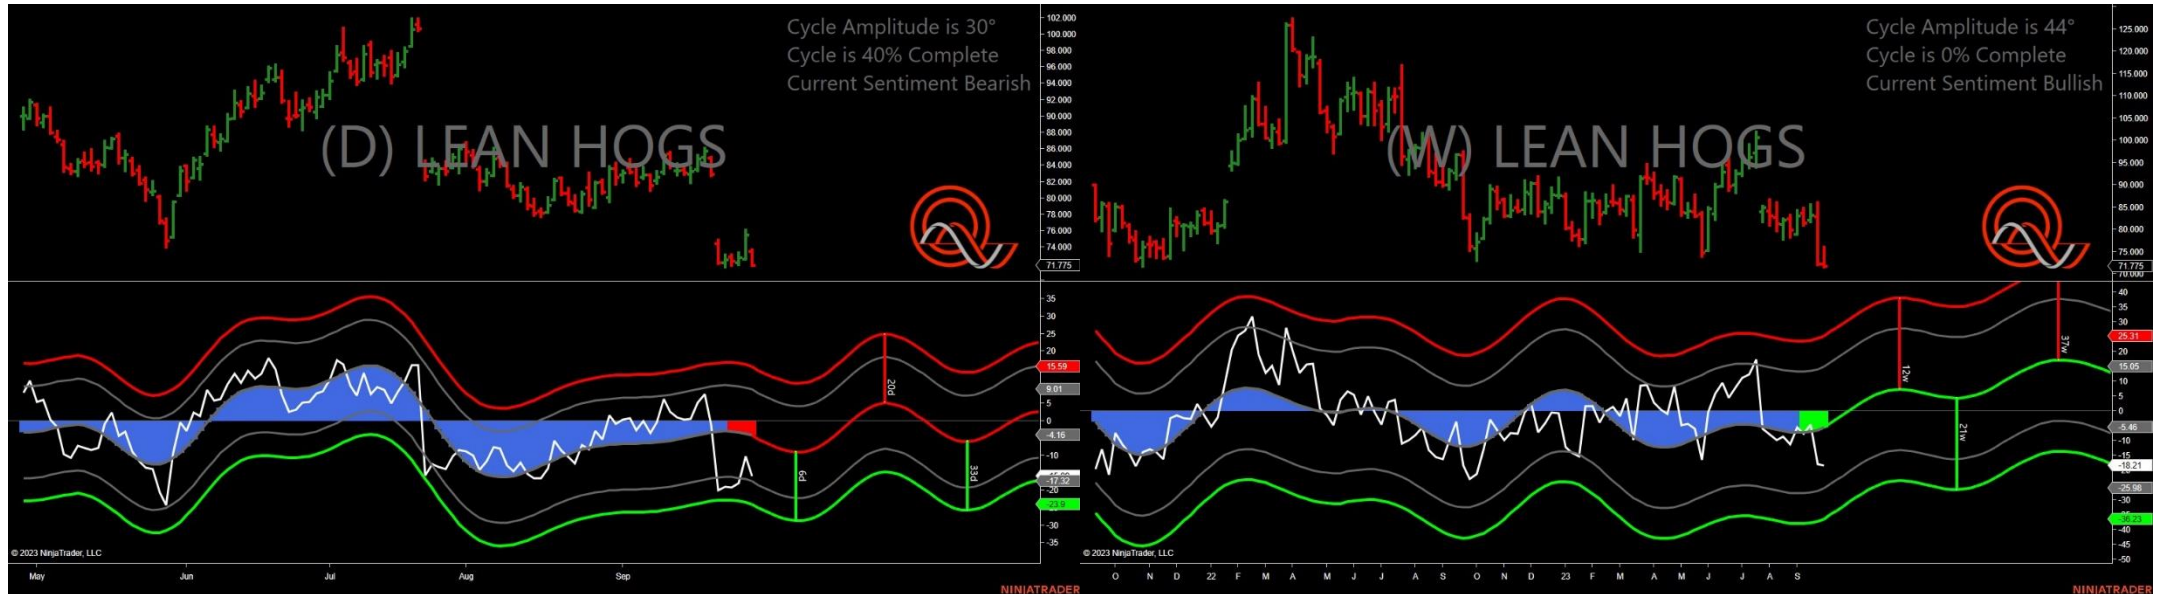 Cycle Amplitude is 30°
Cycle is 40% Complete
Current Sentiment Bearish
(D) LEAN HOGS
102.000
100.000
98.000
96.000
94.000
92.000
90.000
88.000
86.000
84.000
82.000
80.000
78.000
76.000
74.000
71.775
35
30
25
20
15.59
9.01
5
0
-4.16
-10
-17.32
-20
-23.9
-30
-35
6d
20d
33d
© 2023 NinjaTrader, LLC
May
Jun
Jul
Aug
Sep
NINJATRADER
Cycle Amplitude is 44°
Cycle is 0% Complete
Current Sentiment Bullish
(W) LEAN HOGS
125.000
120.000
115.000
110.000
105.000
100.000
95.000
90.000
85.000
80.000
75.000
71.775
70.000
40
35
30
25.31
20
15.05
10
5
0
-5.46
-10
-15
-18.21
-25.98
-30
-36.23
-40
-45
-50
12w
21w
37w
© 2023 NinjaTrader, LLC
O N D 22 F M A M J J A S O N D 23 F M A M J J A S
NINJATRADER